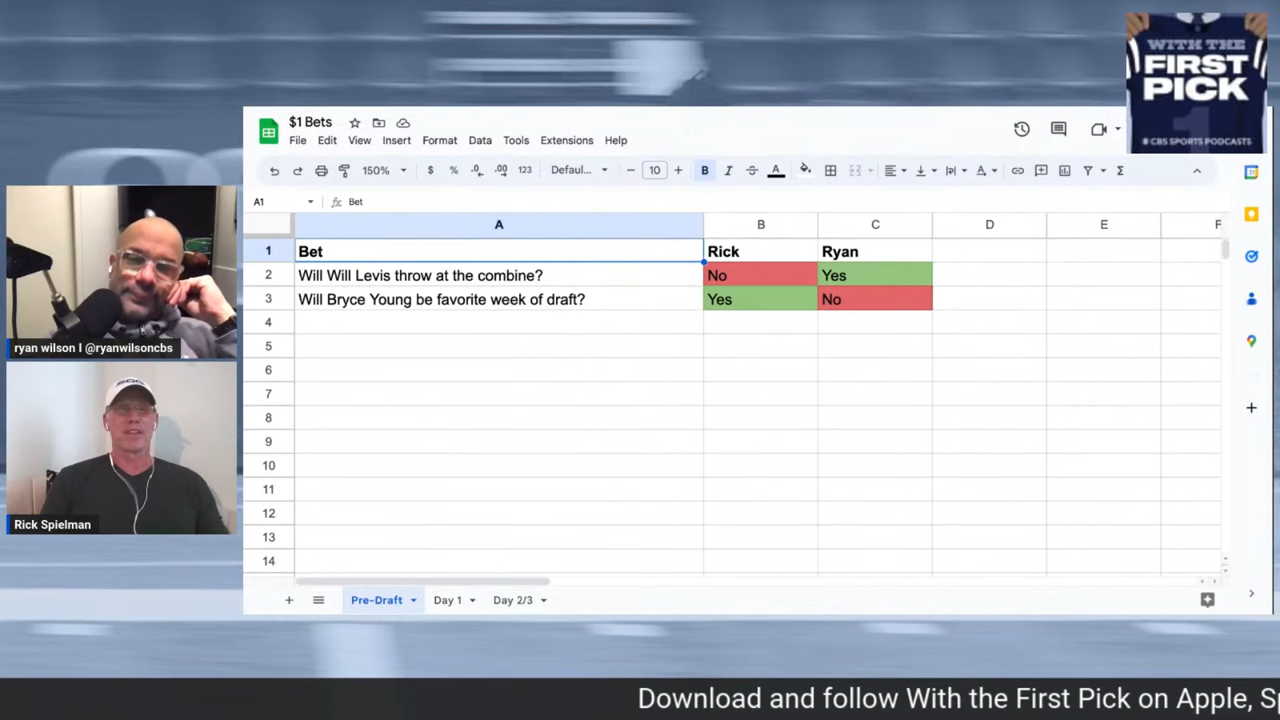 WITH THE
FIRST
PICK
CBS SPORTS PODCASTS
$1 Bets
File Edit View Insert Format Data Tools Extensions Help
150% $ % .0 .00 123 Defaul... − 10 + B I S A Σ
A1 fx Bet
A B C D E F
1 Bet Rick Ryan
2 Will Will Levis throw at the combine? No Yes
3 Will Bryce Young be favorite week of draft? Yes No
4
5
6
7
8
9
10
11
12
13
14
+ Pre-Draft Day 1 Day 2/3
ryan wilson I @ryanwilsoncbs
Rick Spielman
Download and follow With the First Pick on Apple, Sp